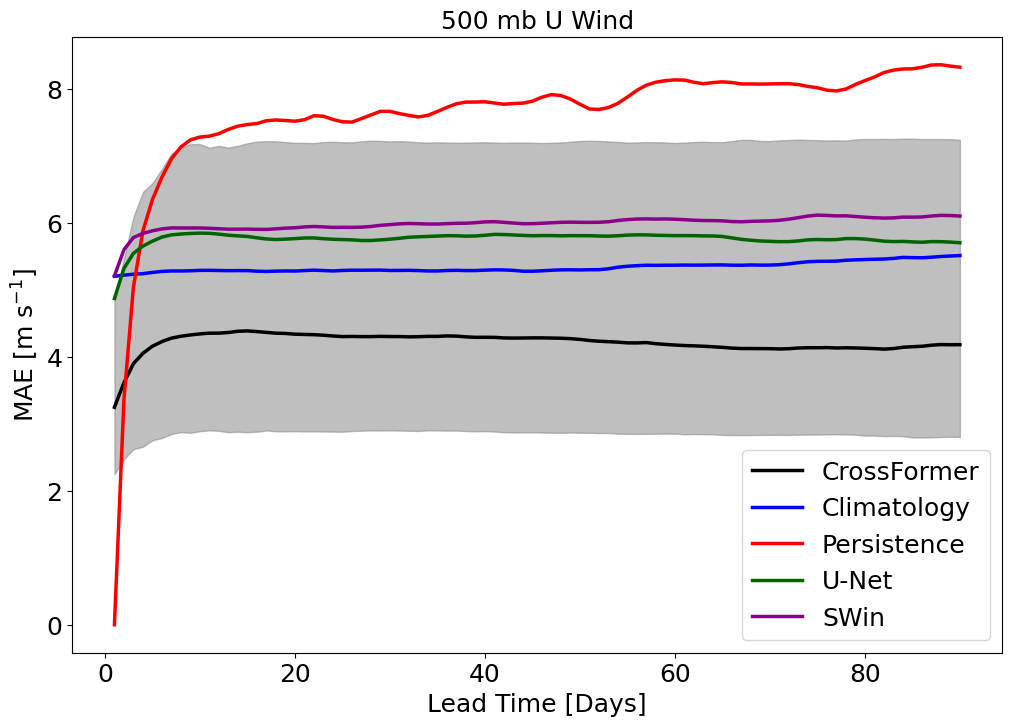 500 mb U Wind
MAE [m s⁻¹]
8
6
4
2
0
0 20 40 60 80
Lead Time [Days]
CrossFormer
Climatology
Persistence
U-Net
SWin